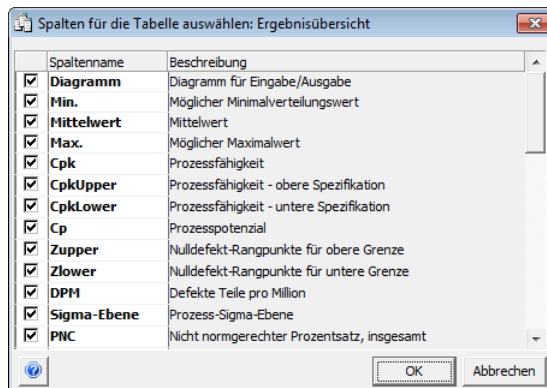 Spalten für die Tabelle auswählen: Ergebnisübersicht
Spaltenname Beschreibung
Diagramm Diagramm für Eingabe/Ausgabe
Min. Möglicher Minimalverteilungswert
Mittelwert Mittelwert
Max. Möglicher Maximalwert
Cpk Prozessfähigkeit
CpkUpper Prozessfähigkeit - obere Spezifikation
CpkLower Prozessfähigkeit - untere Spezifikation
Cp Prozesspotenzial
Zupper Nulldefekt-Rangpunkte für obere Grenze
Zlower Nulldefekt-Rangpunkte für untere Grenze
DPM Defekte Teile pro Million
Sigma-Ebene Prozess-Sigma-Ebene
PNC Nicht normgerechter Prozentsatz, insgesamt
OK Abbrechen